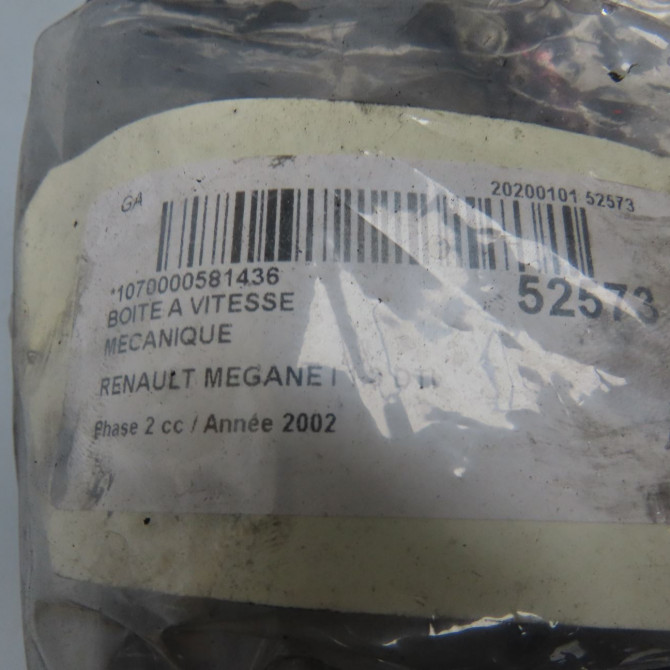 GA
20200101 52573
*1070000581436
52573
BOITE A VITESSE
MECANIQUE
RENAULT MEGANE I
Phase 2 cc / Année 2002